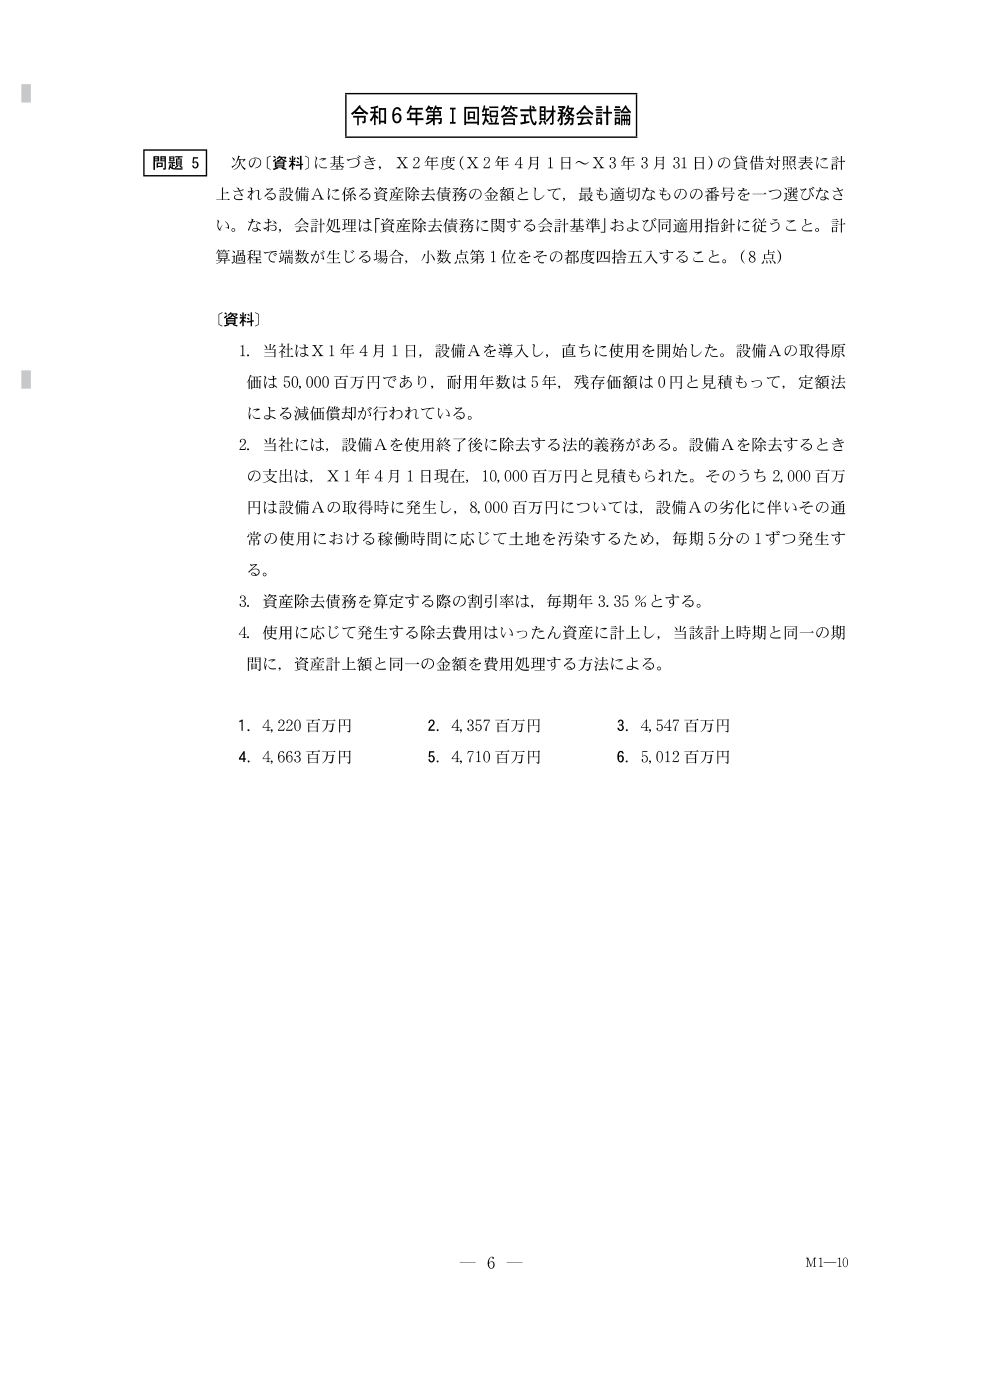 令和6年第Ⅰ回短答式財務会計論
問題 5 次の〔資料〕に基づき，X2年度（X2年4月1日～X3年3月31日）の貸借対照表に計
上される設備Aに係る資産除去債務の金額として，最も適切なものの番号を一つ選びなさ
い。なお，会計処理は「資産除去債務に関する会計基準」および同適用指針に従うこと。計
算過程で端数が生じる場合，小数点第1位をその都度四捨五入すること。（8点）
〔資料〕
1. 当社はX1年4月1日，設備Aを導入し，直ちに使用を開始した。設備Aの取得原
価は50,000百万円であり，耐用年数は5年，残存価額は0円と見積もって，定額法
による減価償却が行われている。
2. 当社には，設備Aを使用終了後に除去する法的義務がある。設備Aを除去するとき
の支出は，X1年4月1日現在，10,000百万円と見積もられた。そのうち2,000百万
円は設備Aの取得時に発生し，8,000百万円については，設備Aの劣化に伴いその通
常の使用における稼働時間に応じて土地を汚染するため，毎期5分の1ずつ発生す
る。
3. 資産除去債務を算定する際の割引率は，毎期年3.35％とする。
4. 使用に応じて発生する除去費用はいったん資産に計上し，当該計上時期と同一の期
間に，資産計上額と同一の金額を費用処理する方法による。
1. 4,220百万円 2. 4,357百万円 3. 4,547百万円
4. 4,663百万円 5. 4,710百万円 6. 5,012百万円
― 6 ― M1―10